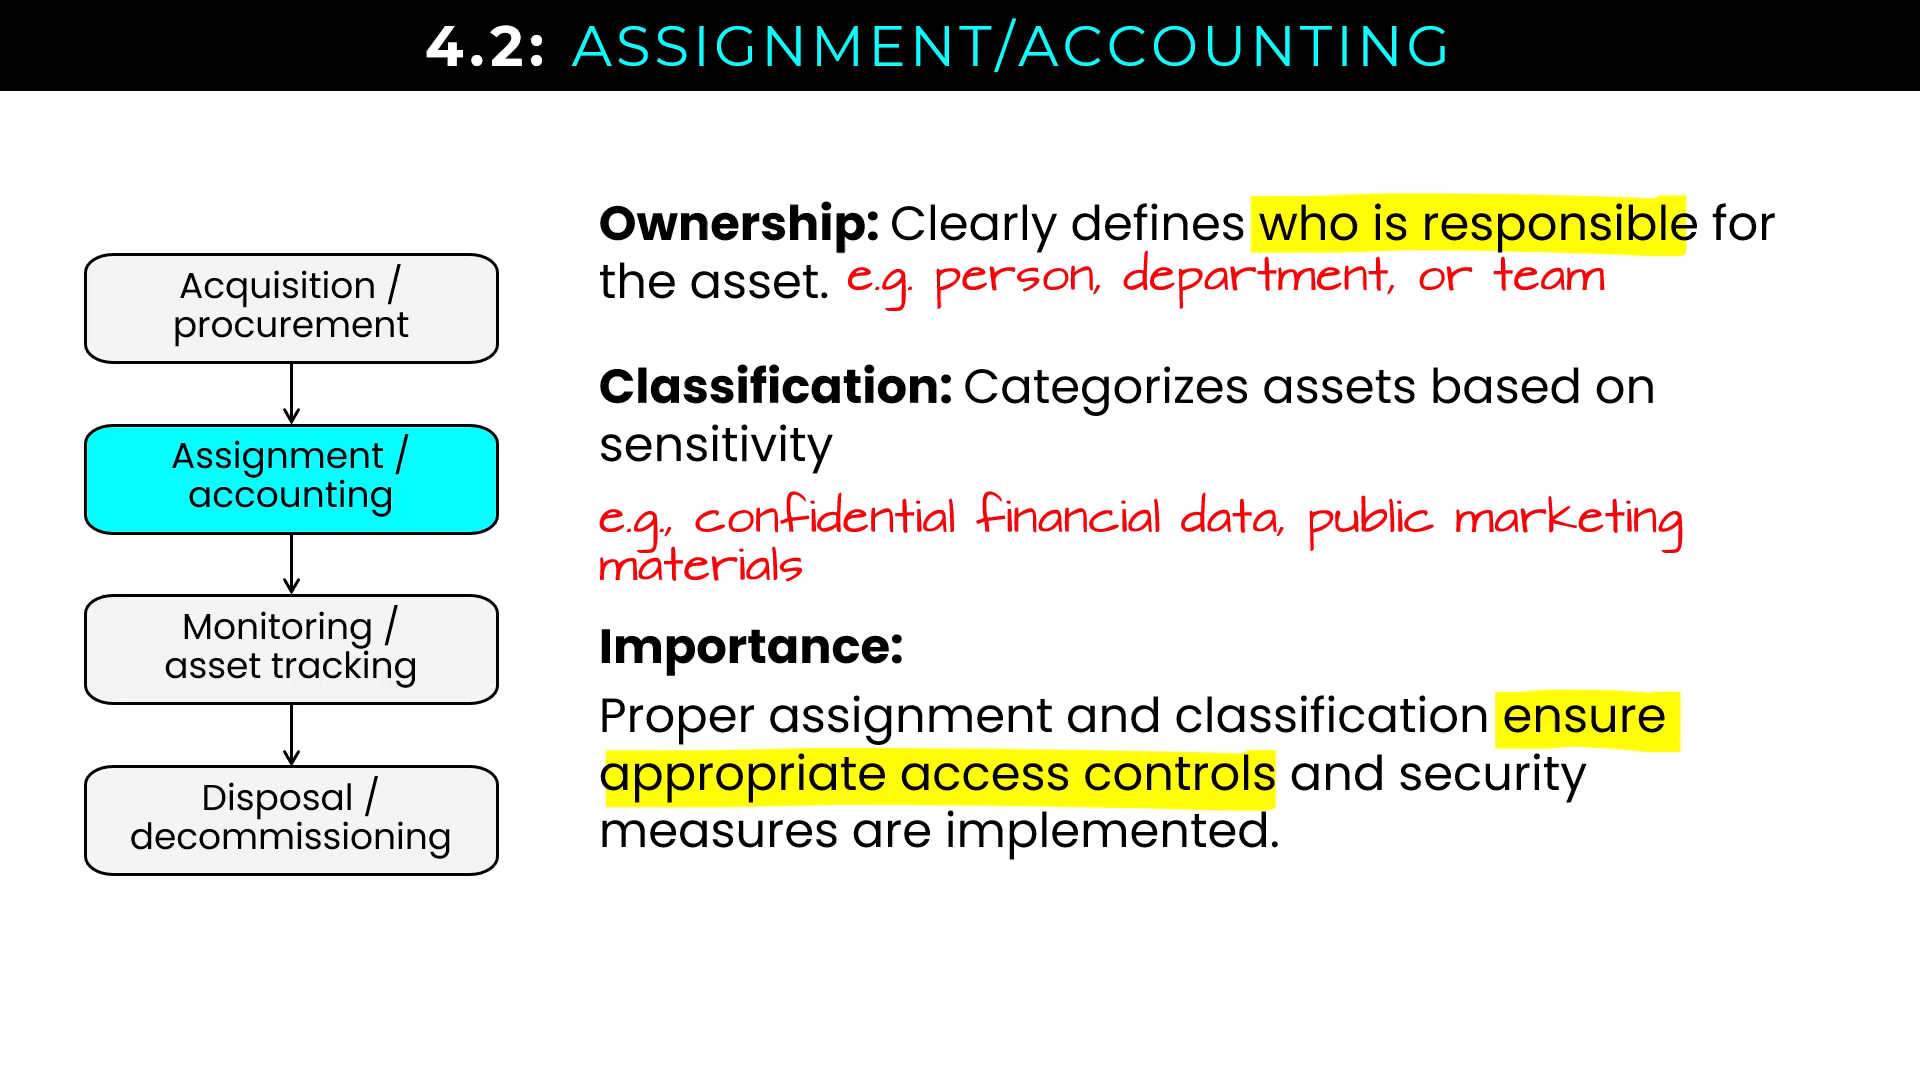 4.2: ASSIGNMENT/ACCOUNTING
Acquisition /
procurement
Assignment /
accounting
Monitoring /
asset tracking
Disposal /
decommissioning
Ownership: Clearly defines who is responsible for
the asset. e.g. person, department, or team
Classification: Categorizes assets based on
sensitivity
e.g., confidential financial data, public marketing
materials
Importance:
Proper assignment and classification ensure
appropriate access controls and security
measures are implemented.